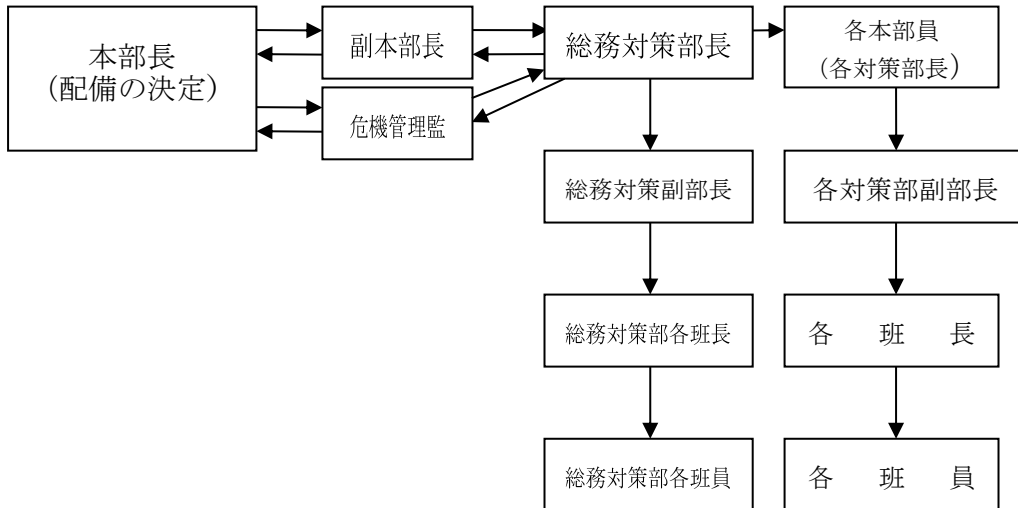 本部長
(配備の決定)
副本部長
危機管理監
総務対策部長
各本部員
(各対策部長)
総務対策副部長
各対策部副部長
総務対策部各班長
各　班　長
総務対策部各班員
各　班　員